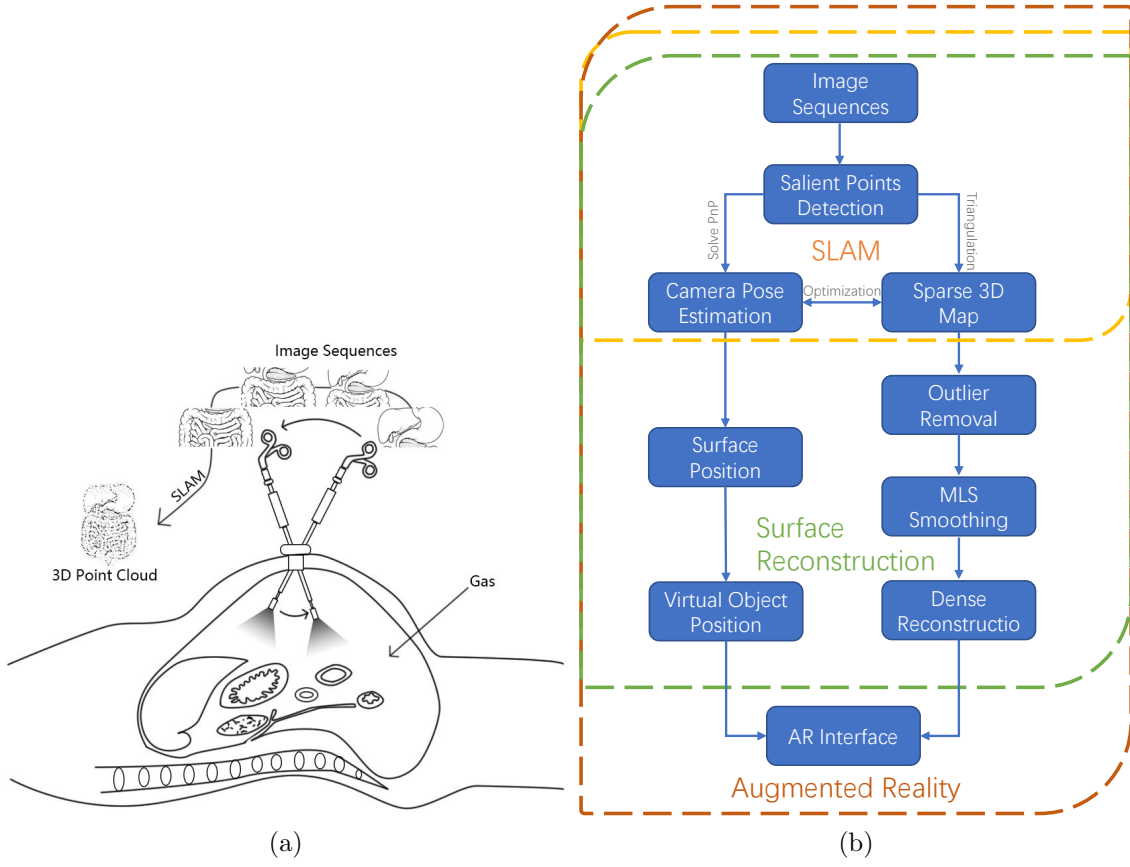 Image Sequences
SLAM
3D Point Cloud
Gas
(a)
Image
Sequences
Salient Points
Detection
Solve PnP
Triangulation
SLAM
Camera Pose
Estimation
Optimization
Sparse 3D
Map
Outlier
Removal
Surface
Position
MLS
Smoothing
Surface
Reconstruction
Virtual Object
Position
Dense
Reconstructio
AR Interface
Augmented Reality
(b)